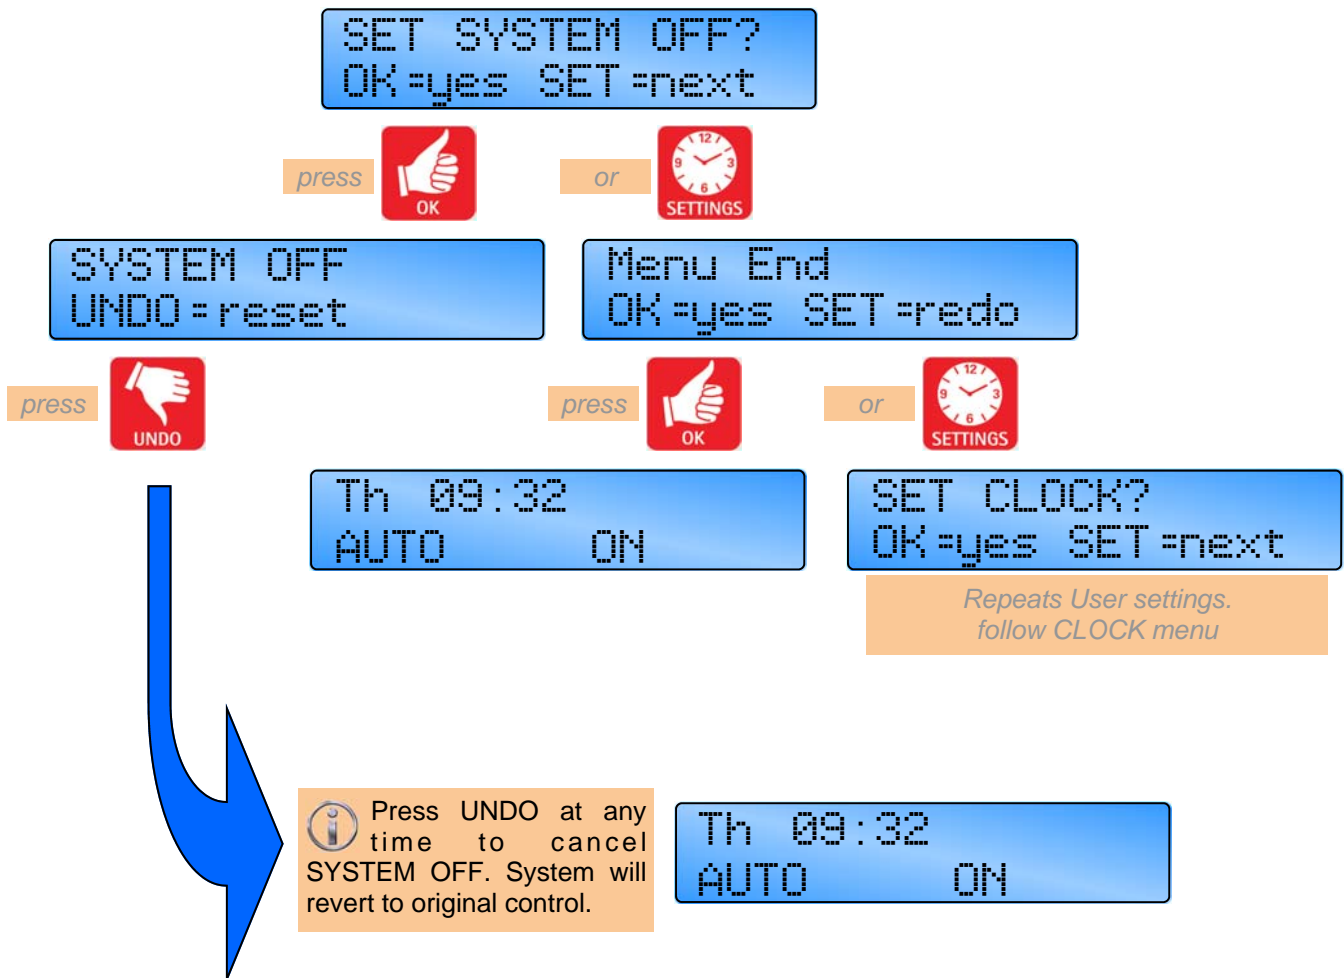 SET SYSTEM OFF?
OK=yes SET=next
press
OK
or
12
9
3
6
SETTINGS
SYSTEM OFF
UNDO=reset
Menu End
OK=yes SET=redo
press
UNDO
press
OK
or
12
9
3
6
SETTINGS
Th 09:32
AUTO ON
SET CLOCK?
OK=yes SET=next
Repeats User settings.
follow CLOCK menu
Press UNDO at any
time to cancel
SYSTEM OFF. System will
revert to original control.
Th 09:32
AUTO ON